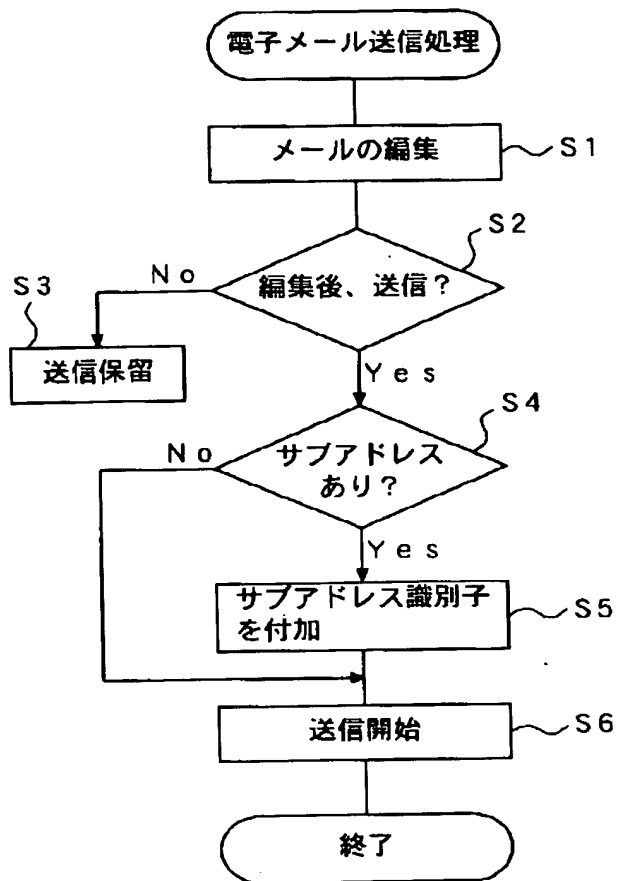 電子メール送信処理
メールの編集
S1
S2
編集後、送信?
No
S3
送信保留
Yes
S4
サブアドレス
あり?
No
Yes
サブアドレス識別子
を付加
S5
送信開始
S6
終了